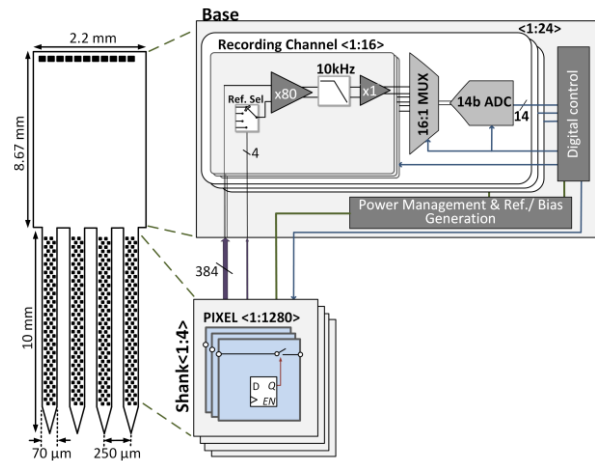 Base
2.2 mm
<1:24>
Recording Channel <1:16>
10kHz
Ref. Sel.
x80
x1
16:1 MUX
14b ADC
14
Digital control
4
8.67 mm
Power Management & Ref./ Bias
Generation
384
10 mm
Shank<1:4>
PIXEL <1:1280>
D Q
EN
70 µm
250 µm